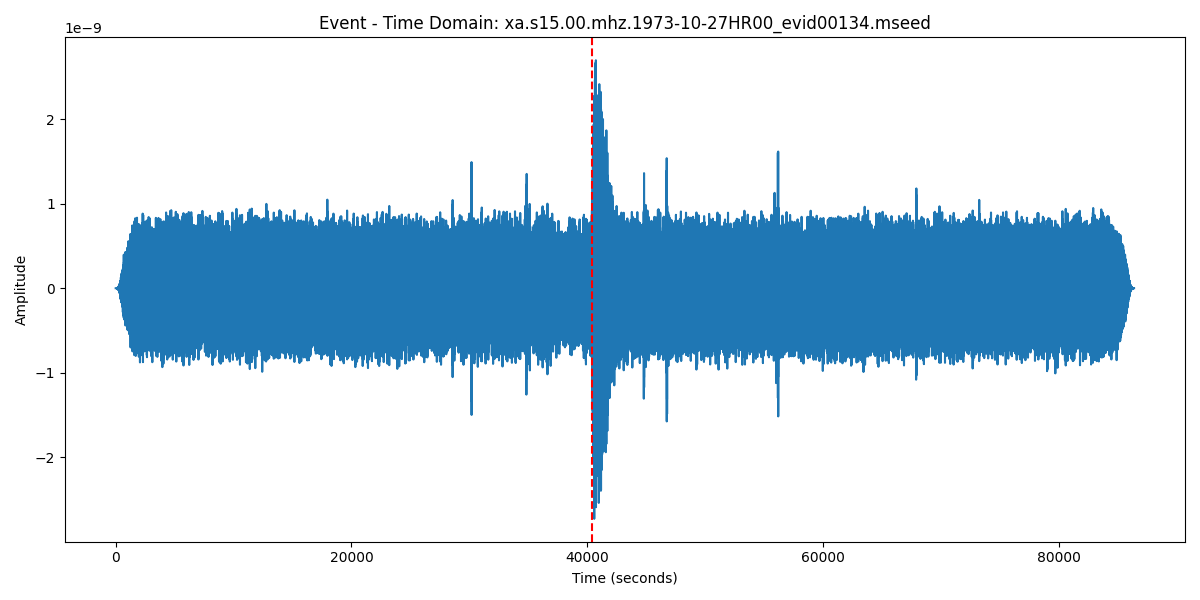 Event - Time Domain: xa.s15.00.mhz.1973-10-27HR00_evid00134.mseed
1e−9
2
1
0
−1
−2
Amplitude
0 20000 40000 60000 80000
Time (seconds)